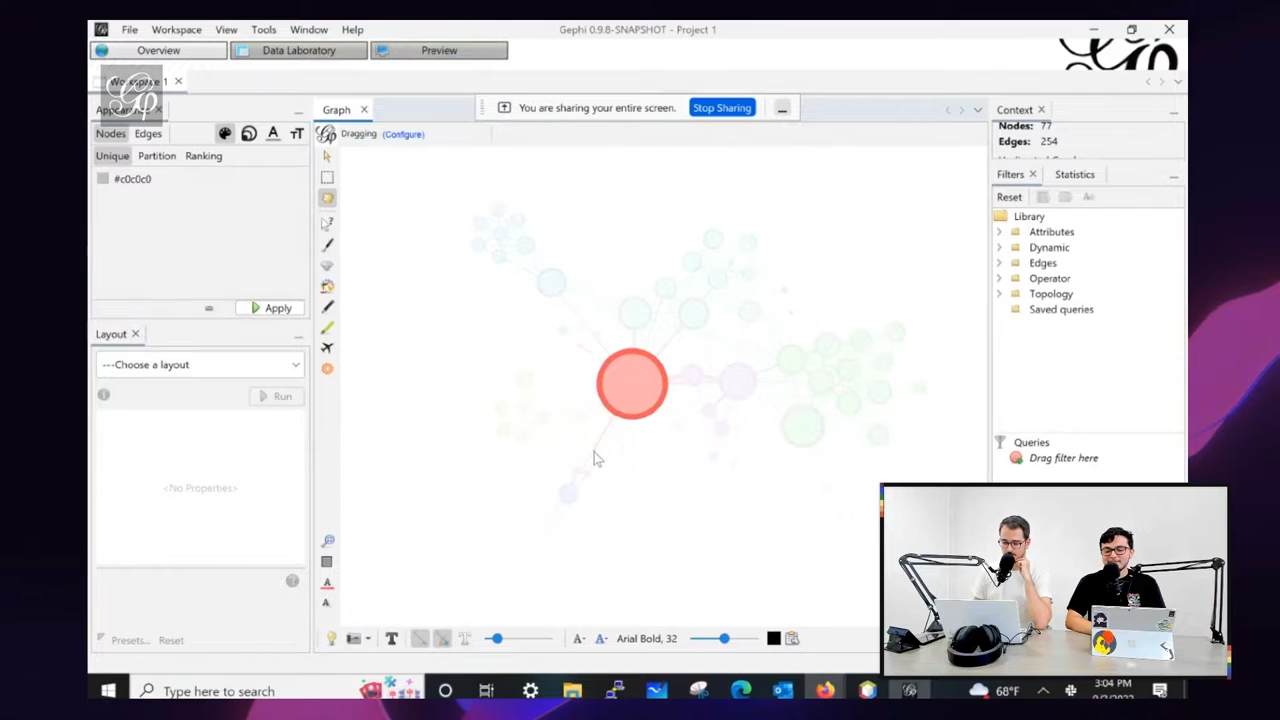 File Workspace View Tools Window Help
Gephi 0.9.8-SNAPSHOT - Project 1
Overview
Data Laboratory
Preview
Workspace 1
Appearance
Graph
You are sharing your entire screen.
Stop Sharing
Context
Nodes Edges
Dragging (Configure)
Nodes: 77
Edges: 254
Unique Partition Ranking
#c0c0c0
Filters
Statistics
Reset
Library
Attributes
Dynamic
Edges
Operator
Topology
Saved queries
Apply
Layout
---Choose a layout
Run
<No Properties>
Queries
Drag filter here
Presets... Reset
Arial Bold, 32
Type here to search
68°F
3:04 PM